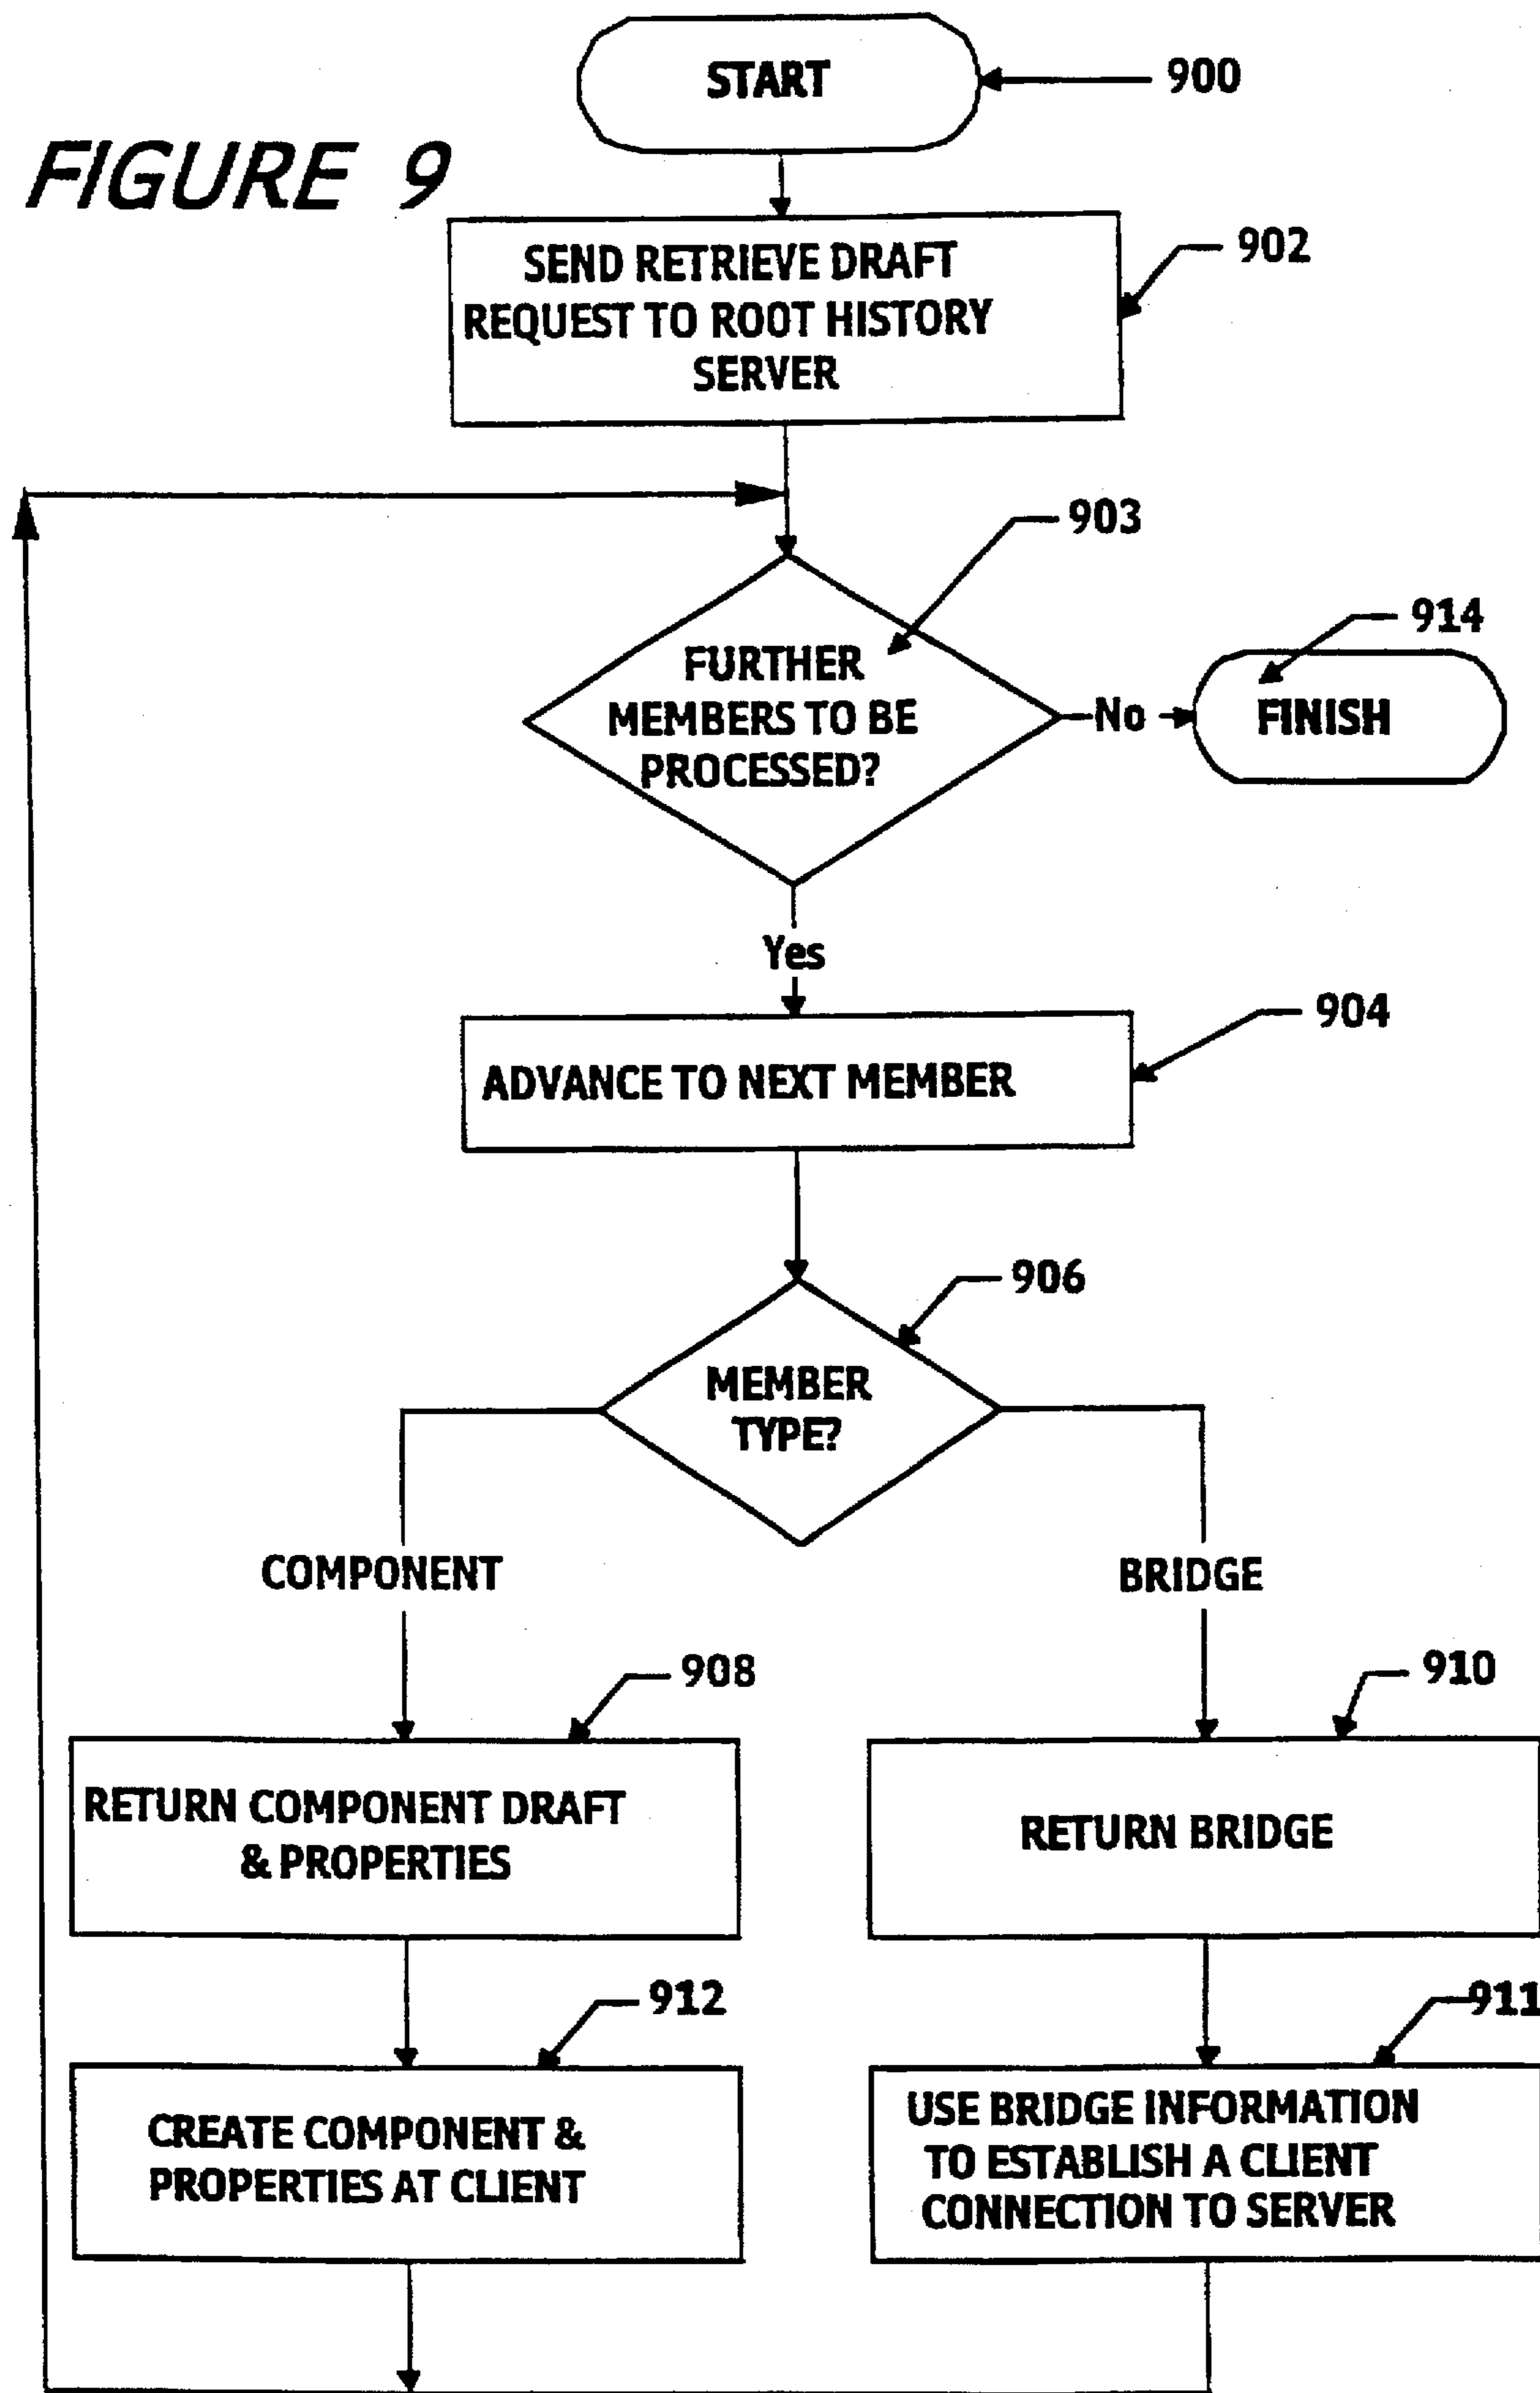 START
900
FIGURE 9
SEND RETRIEVE DRAFT
REQUEST TO ROOT HISTORY
SERVER
902
903
FURTHER
MEMBERS TO BE
PROCESSED?
No
914
FINISH
Yes
904
ADVANCE TO NEXT MEMBER
906
MEMBER
TYPE?
COMPONENT
BRIDGE
908
910
RETURN COMPONENT DRAFT
& PROPERTIES
RETURN BRIDGE
912
911
CREATE COMPONENT &
PROPERTIES AT CLIENT
USE BRIDGE INFORMATION
TO ESTABLISH A CLIENT
CONNECTION TO SERVER